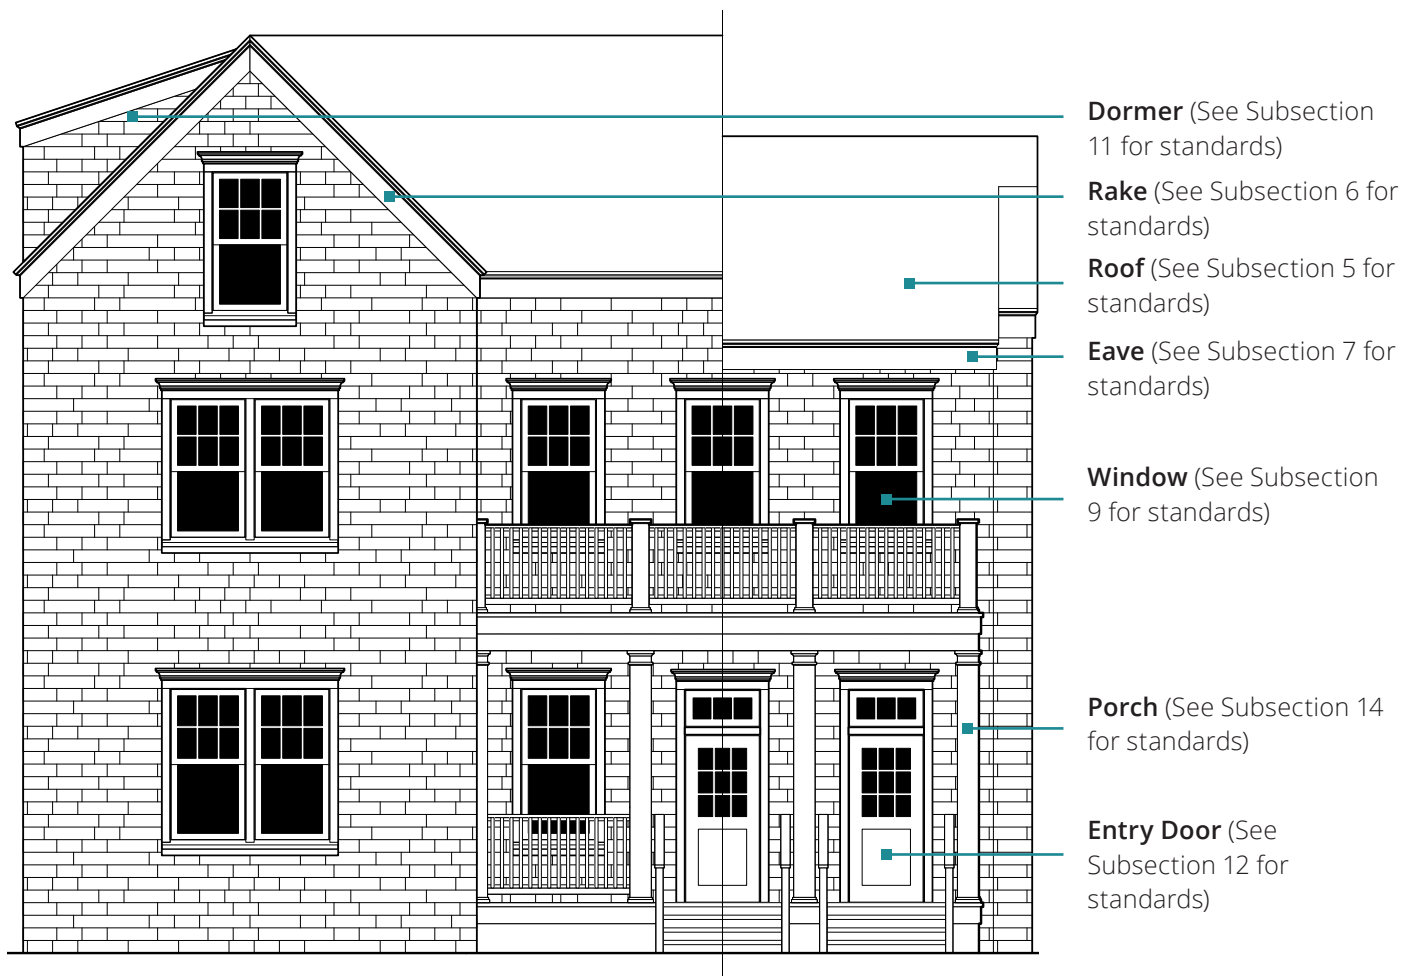 Dormer (See Subsection
11 for standards)
Rake (See Subsection 6 for
standards)
Roof (See Subsection 5 for
standards)
Eave (See Subsection 7 for
standards)
Window (See Subsection
9 for standards)
Porch (See Subsection 14
for standards)
Entry Door (See
Subsection 12 for
standards)